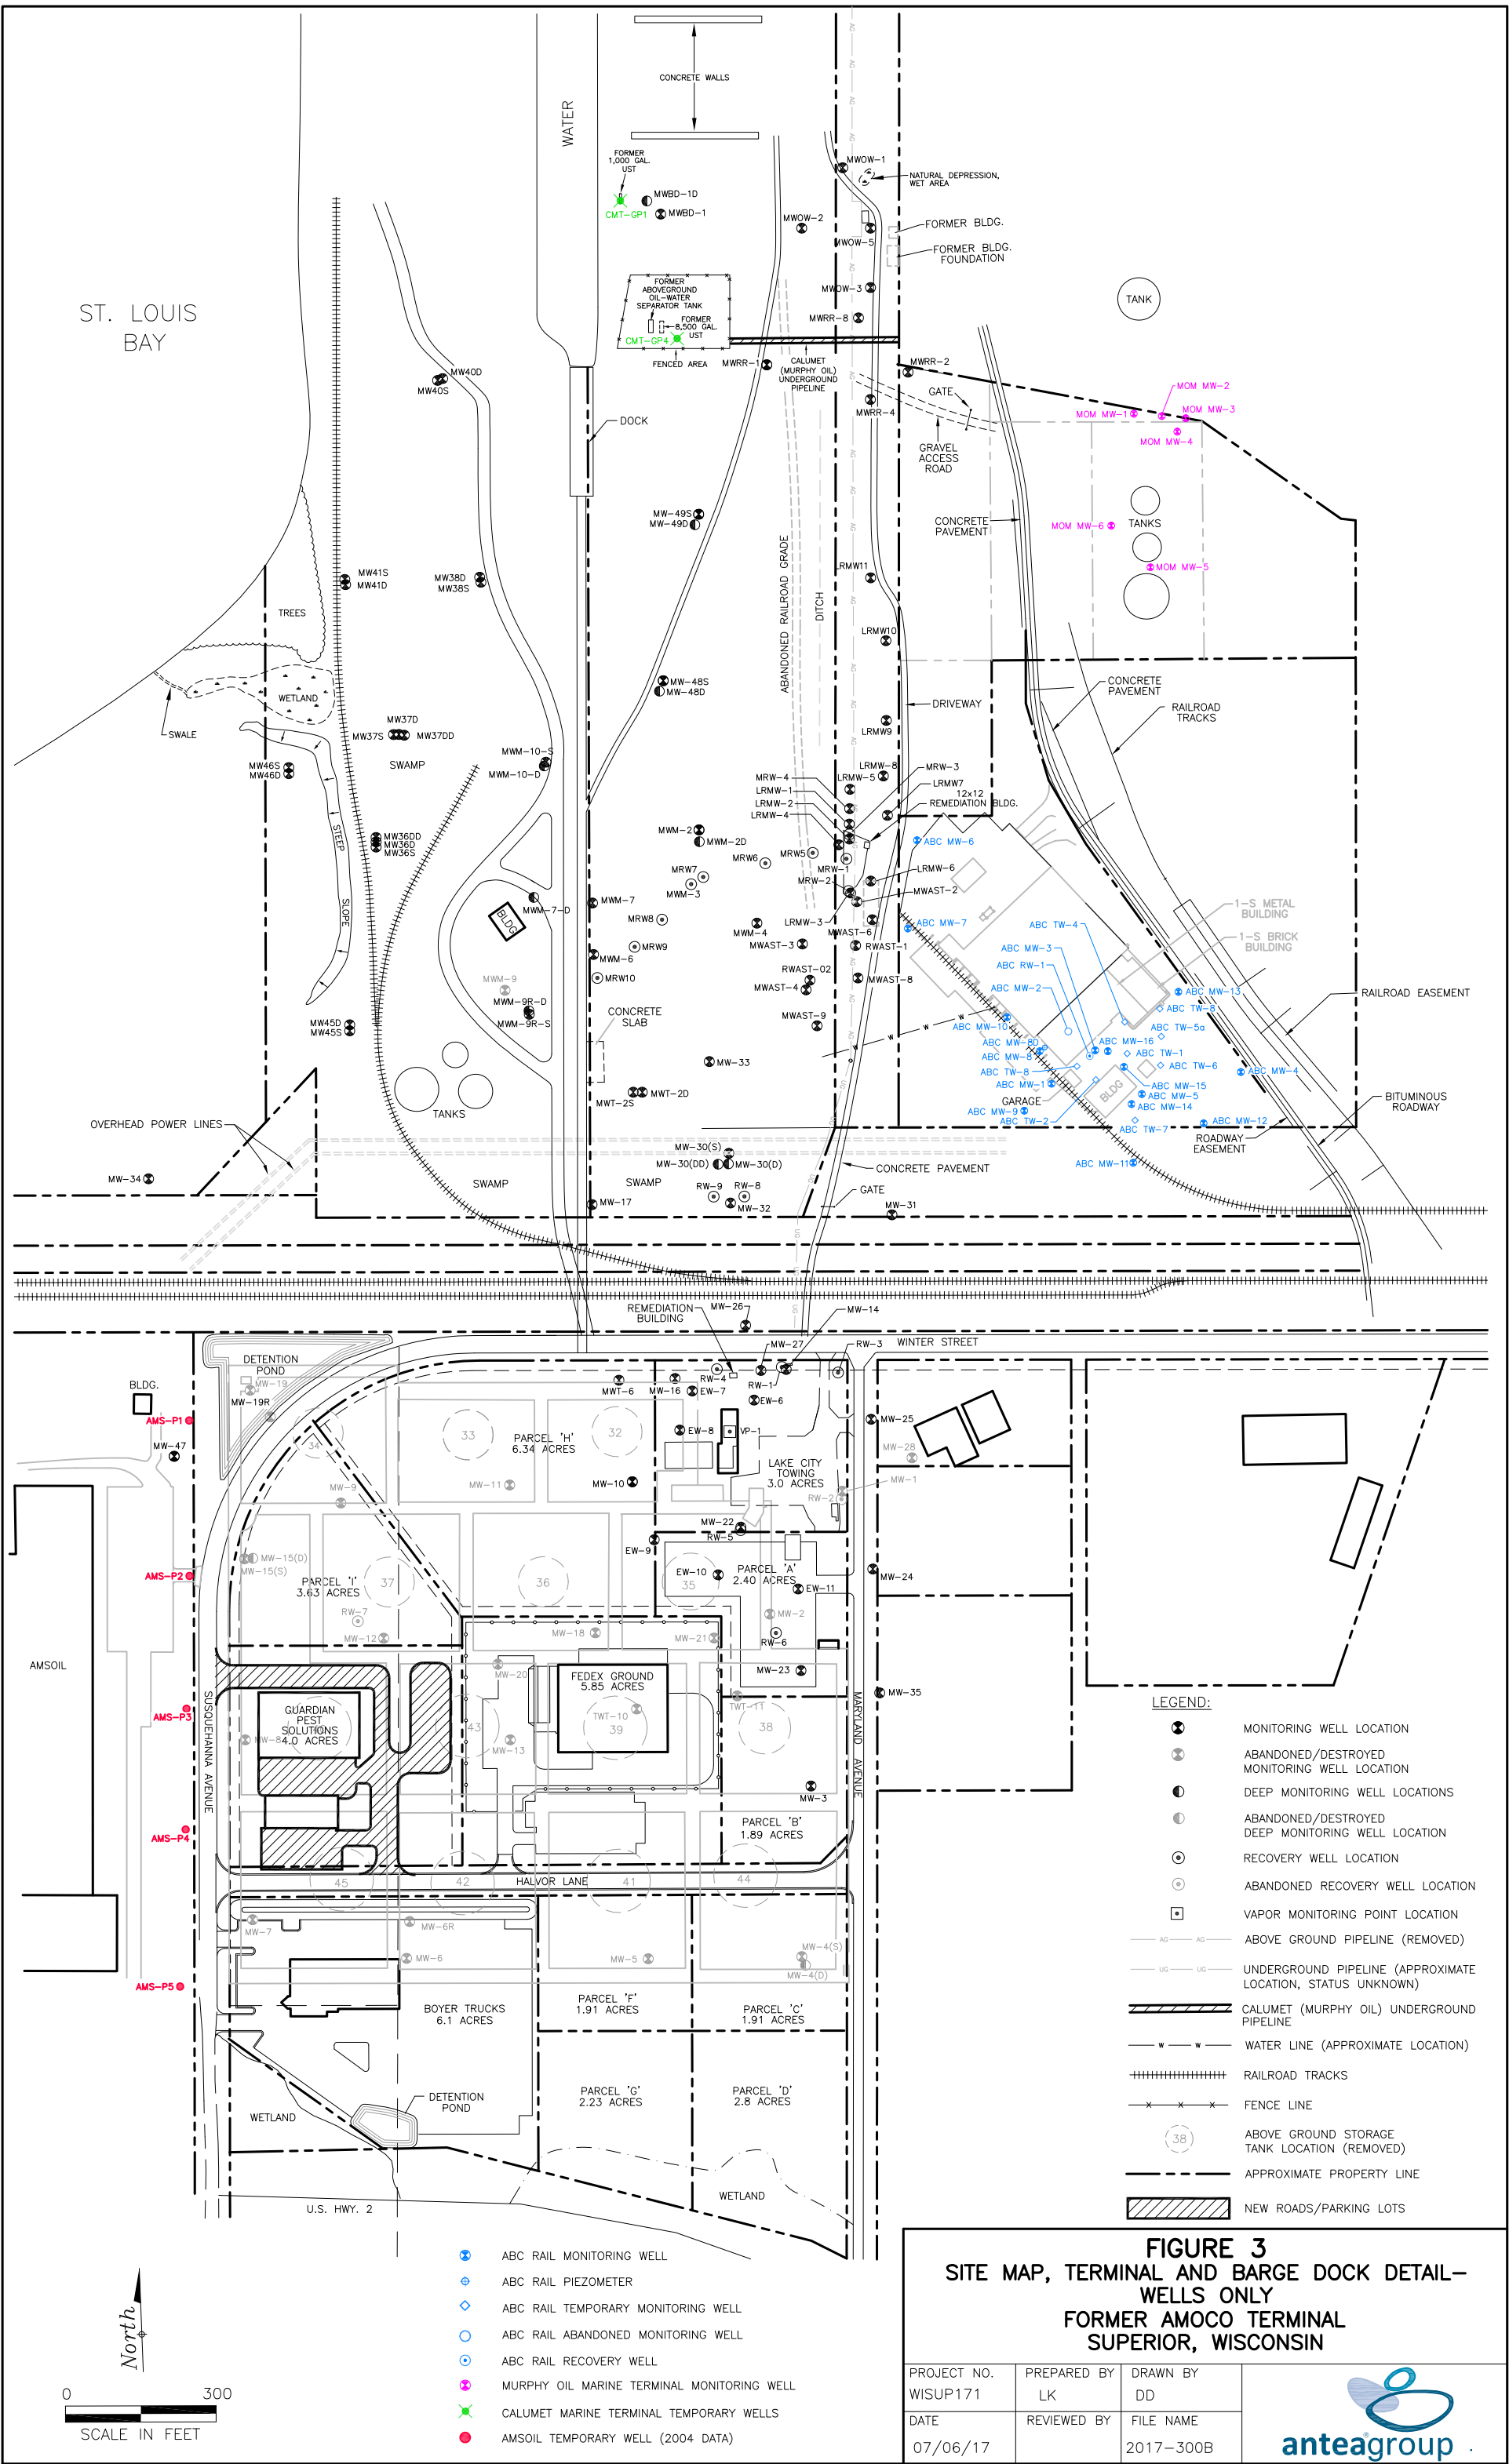 CONCRETE WALLS
WATER
FORMER
1,000 GAL.
UST
MWBD-1D
CMT-GP1
MWBD-1
MWOW-1
NATURAL DEPRESSION,
WET AREA
MWOW-2
MWOW-5
FORMER BLDG.
FORMER BLDG.
FOUNDATION
ST. LOUIS
BAY
FORMER
ABOVEGROUND
OIL-WATER
SEPARATOR TANK
FORMER
8,500 GAL.
UST
CMT-GP4
FENCED AREA
MWOW-3
MWRR-8
TANK
MWRR-1
CALUMET
(MURPHY OIL)
UNDERGROUND
PIPELINE
MWRR-2
GATE
MWRR-4
MW40D
MW40S
DOCK
GRAVEL
ACCESS
ROAD
MOM MW-2
MOM MW-1
MOM MW-3
MOM MW-4
MW-49S
MW-49D
CONCRETE
PAVEMENT
MOM MW-6
TANKS
MOM MW-5
ABANDONED RAILROAD GRADE
DITCH
LRMW11
MW41S
MW41D
MW38D
MW38S
TREES
LRMW10
WETLAND
SWALE
MW-48S
MW-48D
DRIVEWAY
CONCRETE
PAVEMENT
RAILROAD
TRACKS
MW37D
MW37S
MW37DD
SWAMP
LRMW9
MW46S
MW46D
MWM-10-S
MWM-10-D
MRW-4
LRMW-5
LRMW-8
MRW-3
LRMW-1
LRMW7
LRMW-2
12x12
REMEDIATION BLDG.
LRMW-4
STEEP
SLOPE
MW36DD
MW36D
MW36S
MWM-2
MWM-2D
MRW5
MRW6
MRW-1
ABC MW-6
MRW7
MWM-3
MRW-2
LRMW-6
MWAST-2
BLDG
MWM-7-D
MWM-7
MRW8
MWM-4
LRMW-3
MWAST-6
ABC MW-7
ABC TW-4
1-S METAL
BUILDING
1-S BRICK
BUILDING
MRW9
MWM-6
MWAST-3
RWAST-1
ABC MW-3
ABC RW-1
ABC MW-2
MWM-9
MRW10
RWAST-02
MWAST-4
MWAST-8
ABC MW-13
RAILROAD EASEMENT
MWM-9R-D
MWM-9R-S
CONCRETE
SLAB
MWAST-9
ABC MW-10
ABC TW-8
ABC TW-5a
MW45D
MW45S
W W W
ABC MW-8D
ABC MW-8
ABC MW-16
ABC TW-1
ABC TW-8
ABC TW-6
ABC MW-4
MW-33
ABC MW-1
ABC MW-15
ABC MW-5
ABC MW-14
BLDG
GARAGE
TANKS
MWT-2S
MWT-2D
ABC MW-9
ABC TW-2
ABC TW-7
ABC MW-12
BITUMINOUS
ROADWAY
ROADWAY
EASEMENT
OVERHEAD POWER LINES
MW-30(S)
MW-30(DD)
MW-30(D)
CONCRETE PAVEMENT
ABC MW-11
MW-34
SWAMP
SWAMP
RW-9
RW-8
MW-32
MW-17
GATE
MW-31
REMEDIATION
BUILDING
MW-26
MW-14
WINTER STREET
DETENTION
POND
MW-27
RW-3
BLDG.
MW-19
MW-19R
MWT-6
MW-16
RW-4
EW-7
RW-1
EW-6
AMS-P1
MW-25
MW-47
34
33
32
PARCEL 'H'
6.34 ACRES
EW-8
VP-1
MW-28
LAKE CITY
TOWING
3.0 ACRES
MW-9
MW-11
MW-10
RW-2
MW-1
MW-22
RW-5
EW-9
MW-15(D)
MW-15(S)
AMS-P2
PARCEL 'I'
3.63 ACRES
37
36
35
EW-10
PARCEL 'A'
2.40 ACRES
EW-11
MW-24
RW-7
MW-12
MW-18
MW-21
MW-2
RW-6
AMSOIL
MW-20
MW-23
FEDEX GROUND
5.85 ACRES
TWT-11
MW-35
SUSQUEHANNA AVENUE
MARYLAND AVENUE
AMS-P3
GUARDIAN
PEST
SOLUTIONS
4.0 ACRES
MW-8
43
MW-13
TWT-10
39
38
MW-3
AMS-P4
PARCEL 'B'
1.89 ACRES
45
42
HALVOR LANE
41
44
MW-7
MW-6R
MW-6
MW-5
MW-4(S)
MW-4(D)
AMS-P5
BOYER TRUCKS
6.1 ACRES
PARCEL 'F'
1.91 ACRES
PARCEL 'C'
1.91 ACRES
PARCEL 'G'
2.23 ACRES
PARCEL 'D'
2.8 ACRES
DETENTION
POND
WETLAND
WETLAND
U.S. HWY. 2
LEGEND:
MONITORING WELL LOCATION
ABANDONED/DESTROYED
MONITORING WELL LOCATION
DEEP MONITORING WELL LOCATIONS
ABANDONED/DESTROYED
DEEP MONITORING WELL LOCATION
RECOVERY WELL LOCATION
ABANDONED RECOVERY WELL LOCATION
VAPOR MONITORING POINT LOCATION
AG AG ABOVE GROUND PIPELINE (REMOVED)
UG UG UNDERGROUND PIPELINE (APPROXIMATE
LOCATION, STATUS UNKNOWN)
CALUMET (MURPHY OIL) UNDERGROUND
PIPELINE
W W WATER LINE (APPROXIMATE LOCATION)
RAILROAD TRACKS
FENCE LINE
38 ABOVE GROUND STORAGE
TANK LOCATION (REMOVED)
APPROXIMATE PROPERTY LINE
NEW ROADS/PARKING LOTS
ABC RAIL MONITORING WELL
ABC RAIL PIEZOMETER
ABC RAIL TEMPORARY MONITORING WELL
ABC RAIL ABANDONED MONITORING WELL
ABC RAIL RECOVERY WELL
MURPHY OIL MARINE TERMINAL MONITORING WELL
CALUMET MARINE TERMINAL TEMPORARY WELLS
AMSOIL TEMPORARY WELL (2004 DATA)
North
0 300
SCALE IN FEET
FIGURE 3
SITE MAP, TERMINAL AND BARGE DOCK DETAIL-
WELLS ONLY
FORMER AMOCO TERMINAL
SUPERIOR, WISCONSIN
PROJECT NO.
WISUP171
PREPARED BY
LK
DRAWN BY
DD
DATE
07/06/17
REVIEWED BY
FILE NAME
2017-300B
anteagroup